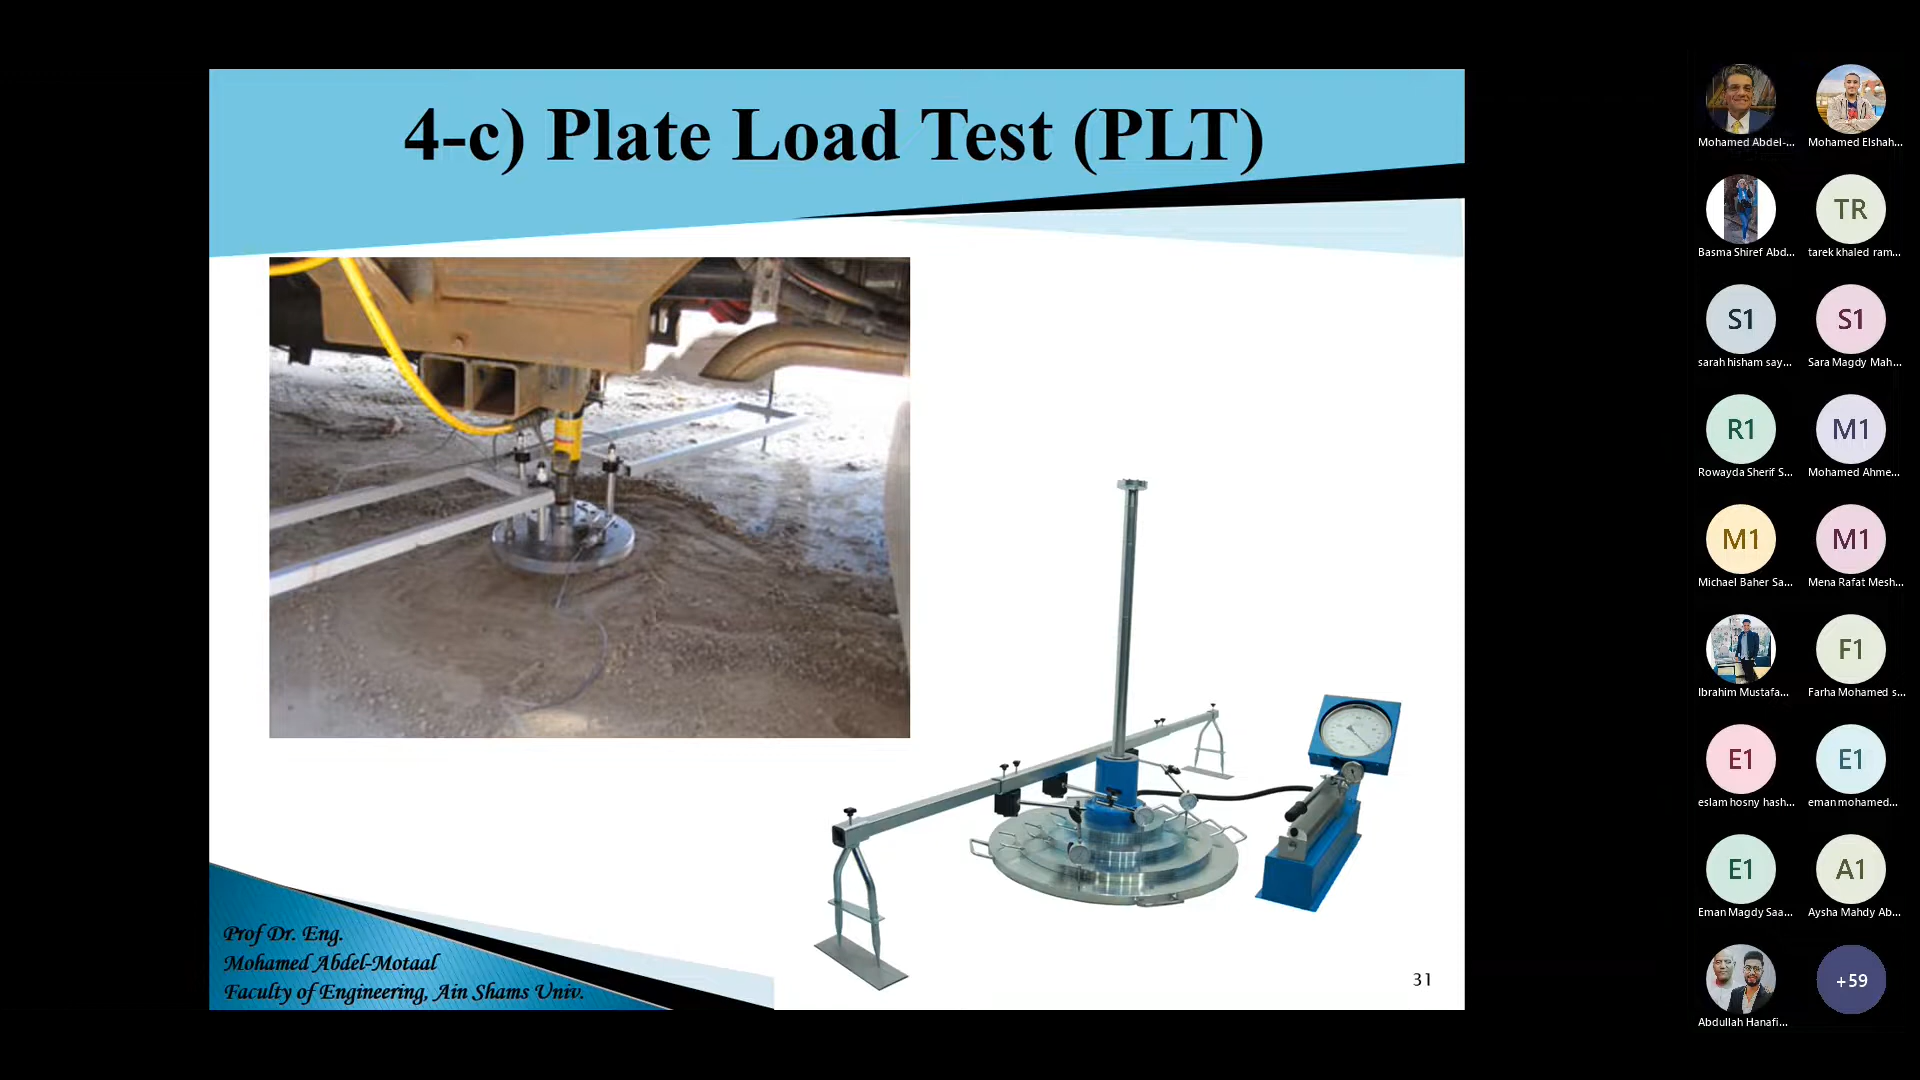 4-c) Plate Load Test (PLT)
Prof Dr. Eng.
Mohamed Abdel-Motaal
Faculty of Engineering, Ain Shams Univ.
31
Mohamed Abdel-...
Mohamed Elshah...
TR
Basma Shiref Abd...
tarek khaled ram...
S1
S1
sarah hisham say...
Sara Magdy Mah...
R1
M1
Rowayda Sherif S...
Mohamed Ahme...
M1
M1
Michael Baher Sa...
Mena Rafat Mesh...
F1
Ibrahim Mustafa...
Farha Mohamed s...
E1
E1
eslam hosny hash...
eman mohamed...
E1
A1
Eman Magdy Saa...
Aysha Mahdy Ab...
+59
Abdullah Hanafi...